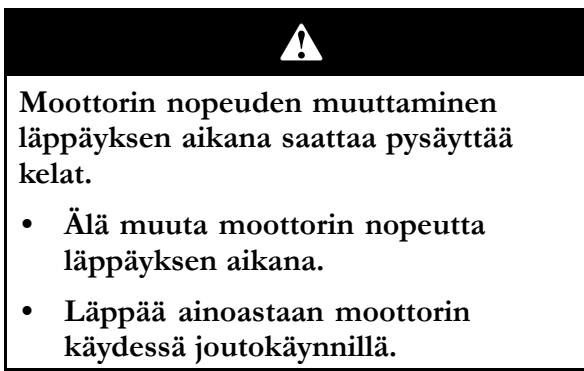 Moottorin nopeuden muuttaminen
läppäyksen aikana saattaa pysäyttää
kelat.
• Älä muuta moottorin nopeutta
läppäyksen aikana.
• Läppää ainoastaan moottorin
käydessä joutokäynnillä.